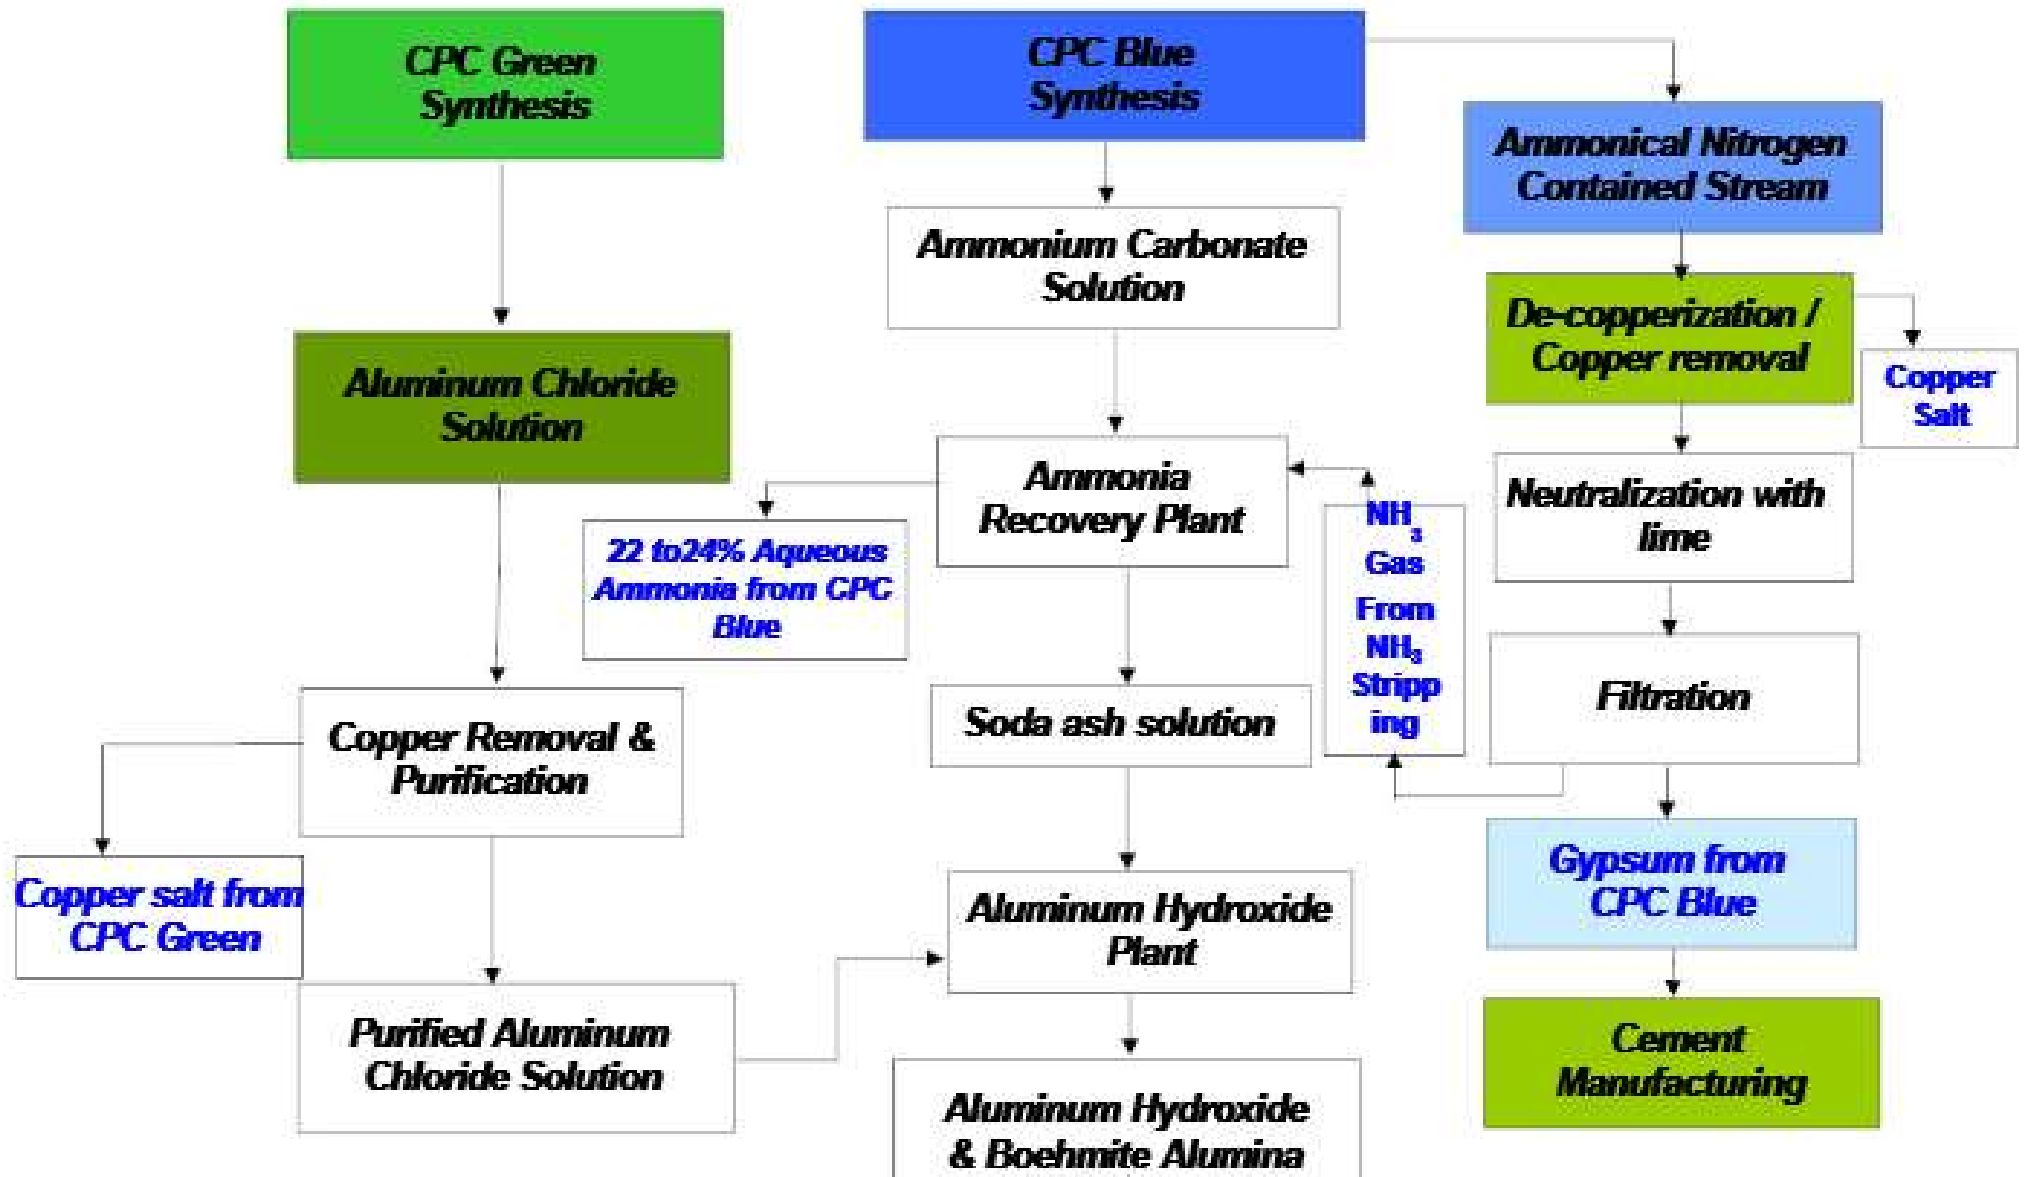 CPC Green
Synthesis
CPC Blue
Synthesis
Ammonical Nitrogen
Contained Stream
Ammonium Carbonate
Solution
De-copperization /
Copper removal
Copper
Salt
Aluminum Chloride
Solution
Ammonia
Recovery Plant
22 to24% Aqueous
Ammonia from CPC
Blue
NH₃
Gas
From
NH₃
Stripp
ing
Neutralization with
lime
Filtration
Soda ash solution
Copper Removal &
Purification
Copper salt from
CPC Green
Gypsum from
CPC Blue
Aluminum Hydroxide
Plant
Purified Aluminum
Chloride Solution
Cement
Manufacturing
Aluminum Hydroxide
& Boehmite Alumina